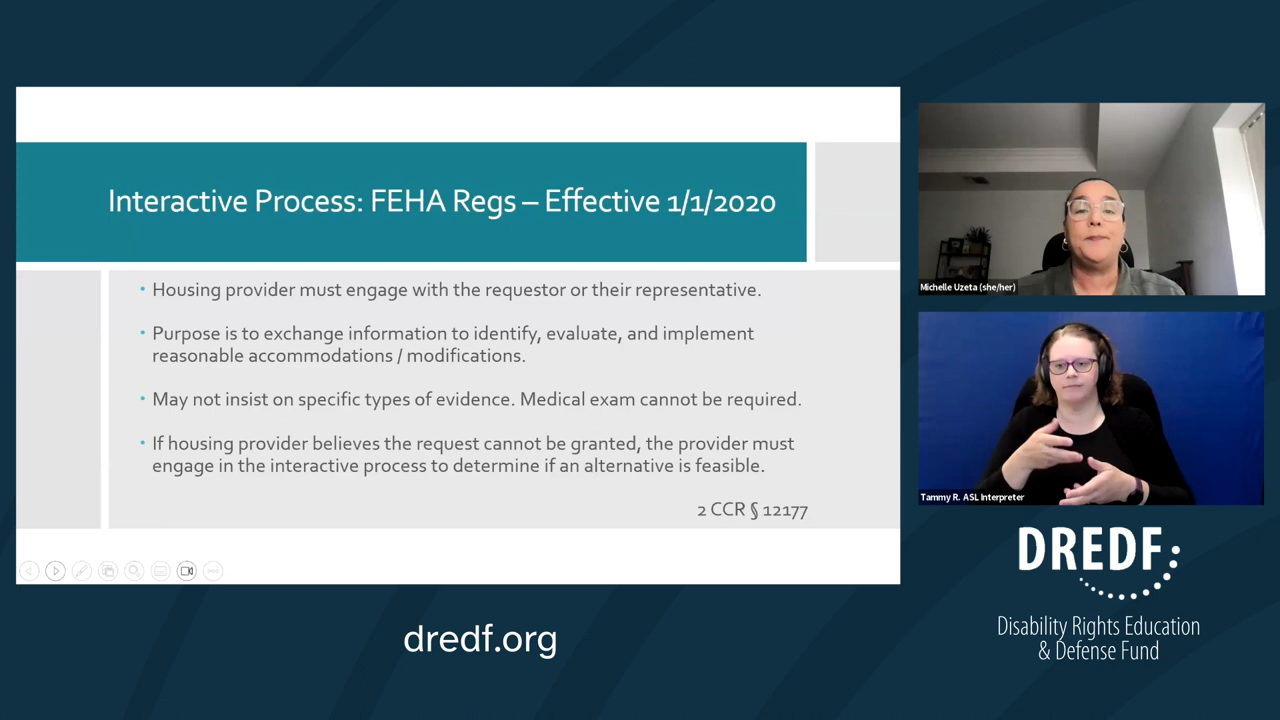 Interactive Process: FEHA Regs – Effective 1/1/2020
• Housing provider must engage with the requestor or their representative.
• Purpose is to exchange information to identify, evaluate, and implement
reasonable accommodations / modifications.
• May not insist on specific types of evidence. Medical exam cannot be required.
• If housing provider believes the request cannot be granted, the provider must
engage in the interactive process to determine if an alternative is feasible.
2 CCR § 12177
Michelle Uzeta (she/her)
Tammy R. ASL Interpreter
DREDF
Disability Rights Education
& Defense Fund
dredf.org